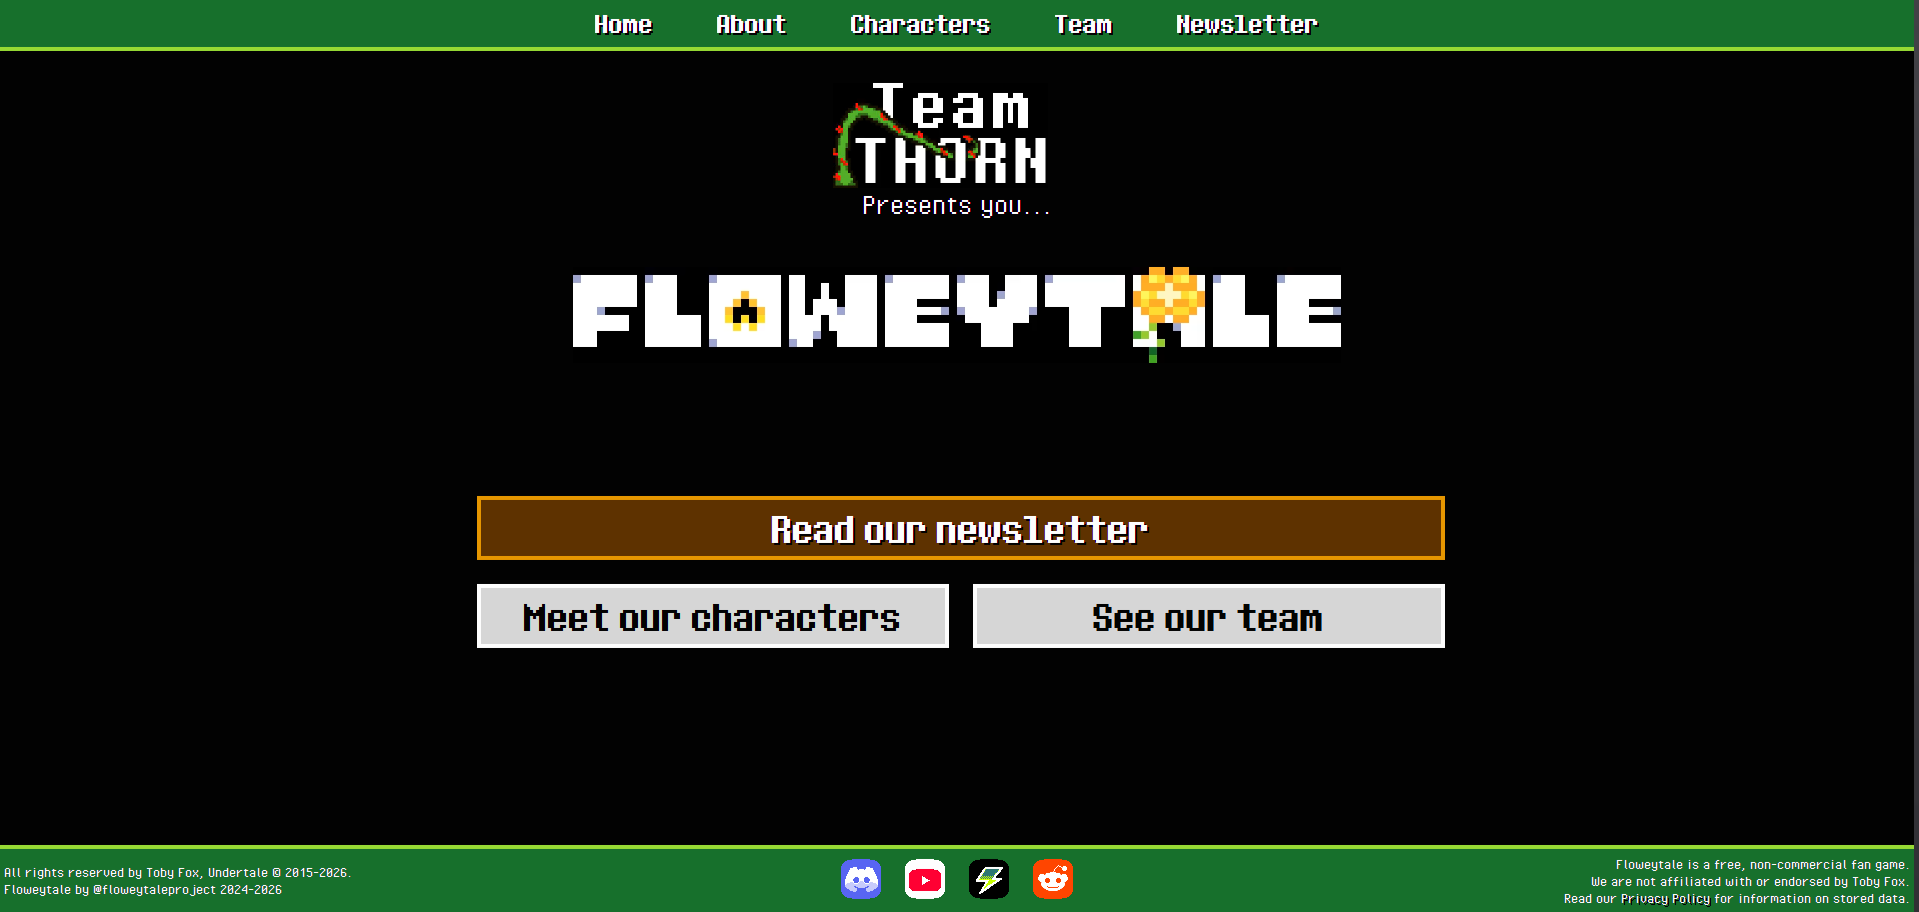 Home About Characters Team Newsletter
Team
THORN
Presents you...
FLOWEYTALE
Read our newsletter
Meet our characters
See our team
All rights reserved by Toby Fox, Undertale © 2015-2026.
Floweytale by @floweytaleproject 2024-2026
Floweytale is a free, non-commercial fan game.
We are not affiliated with or endorsed by Toby Fox.
Read our Privacy Policy for information on stored data.